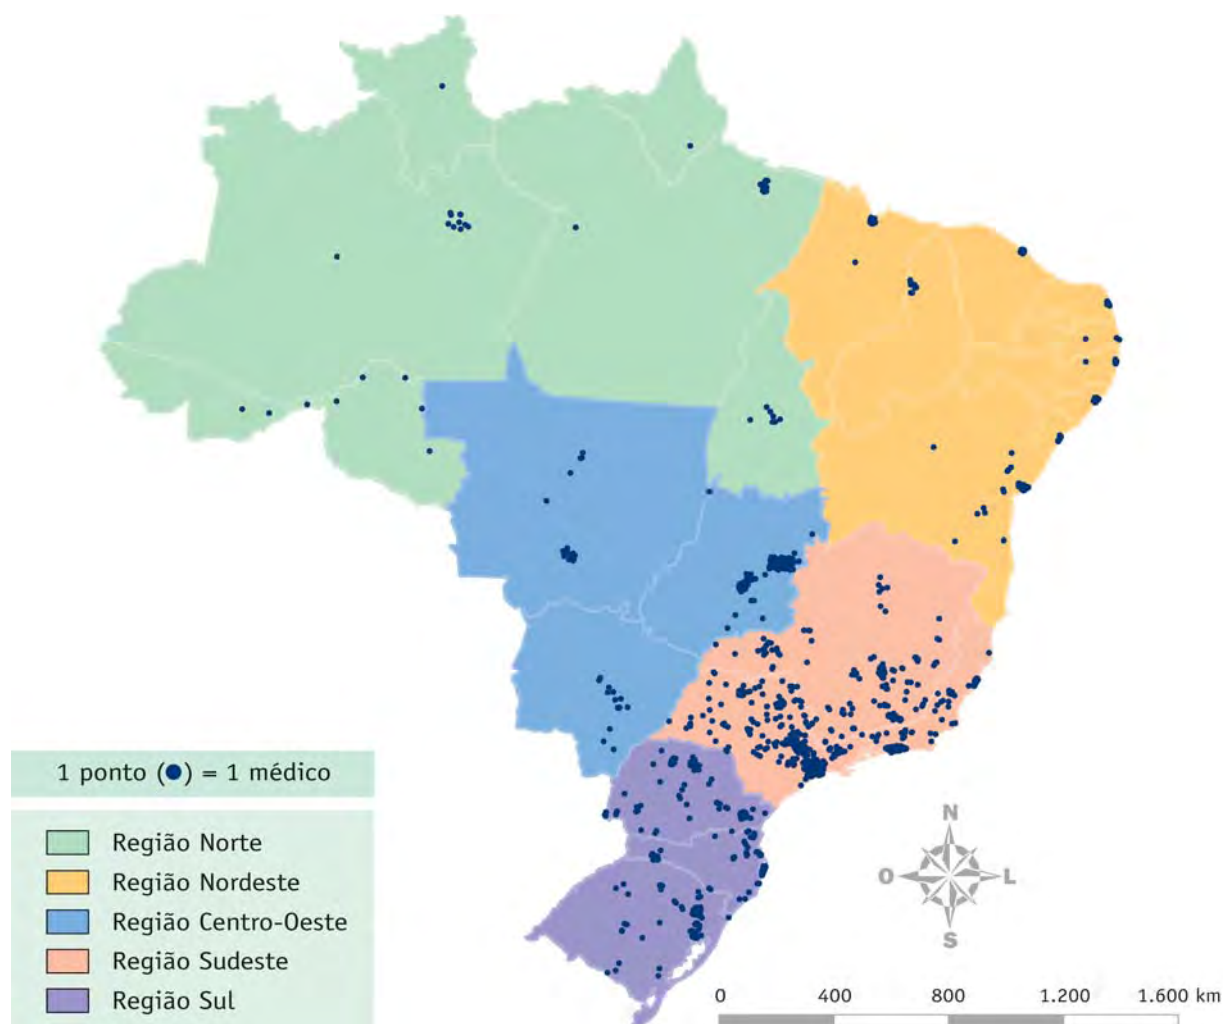 1 ponto (●) = 1 médico
Região Norte
Região Nordeste
Região Centro-Oeste
Região Sudeste
Região Sul
N
O L
S
0 400 800 1.200 1.600 km